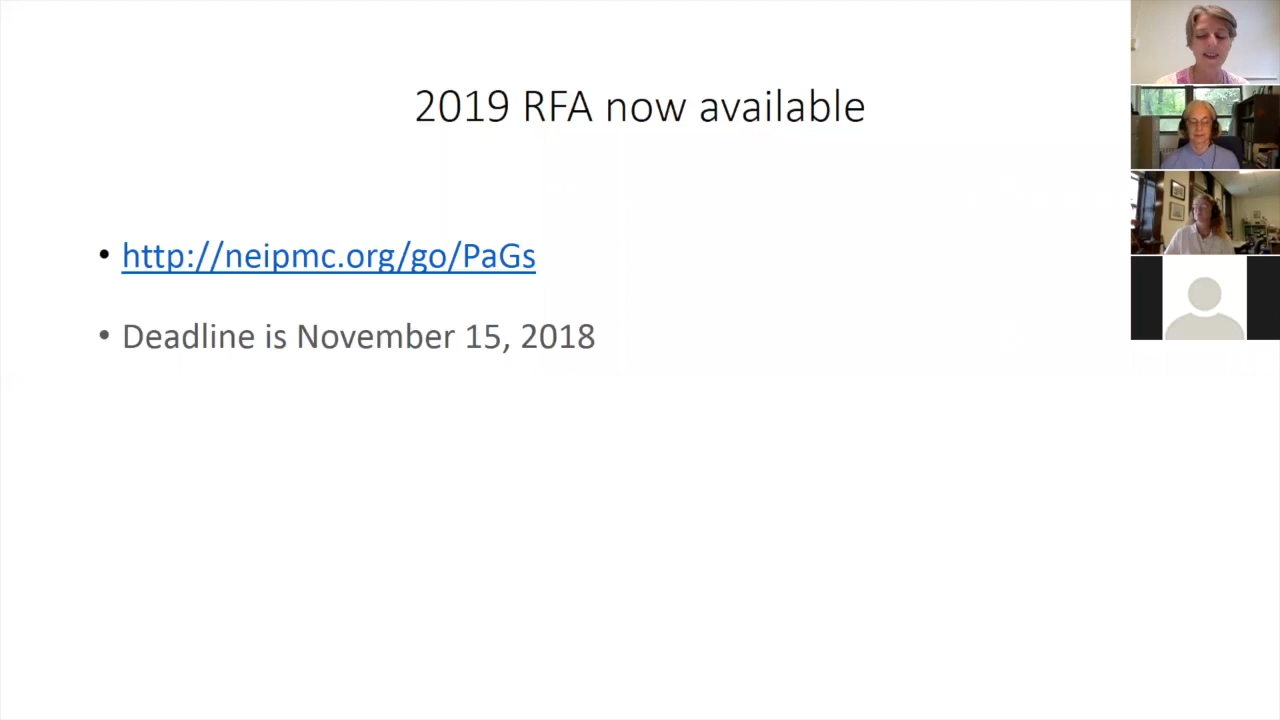 2019 RFA now available
• http://neipmc.org/go/PaGs
• Deadline is November 15, 2018